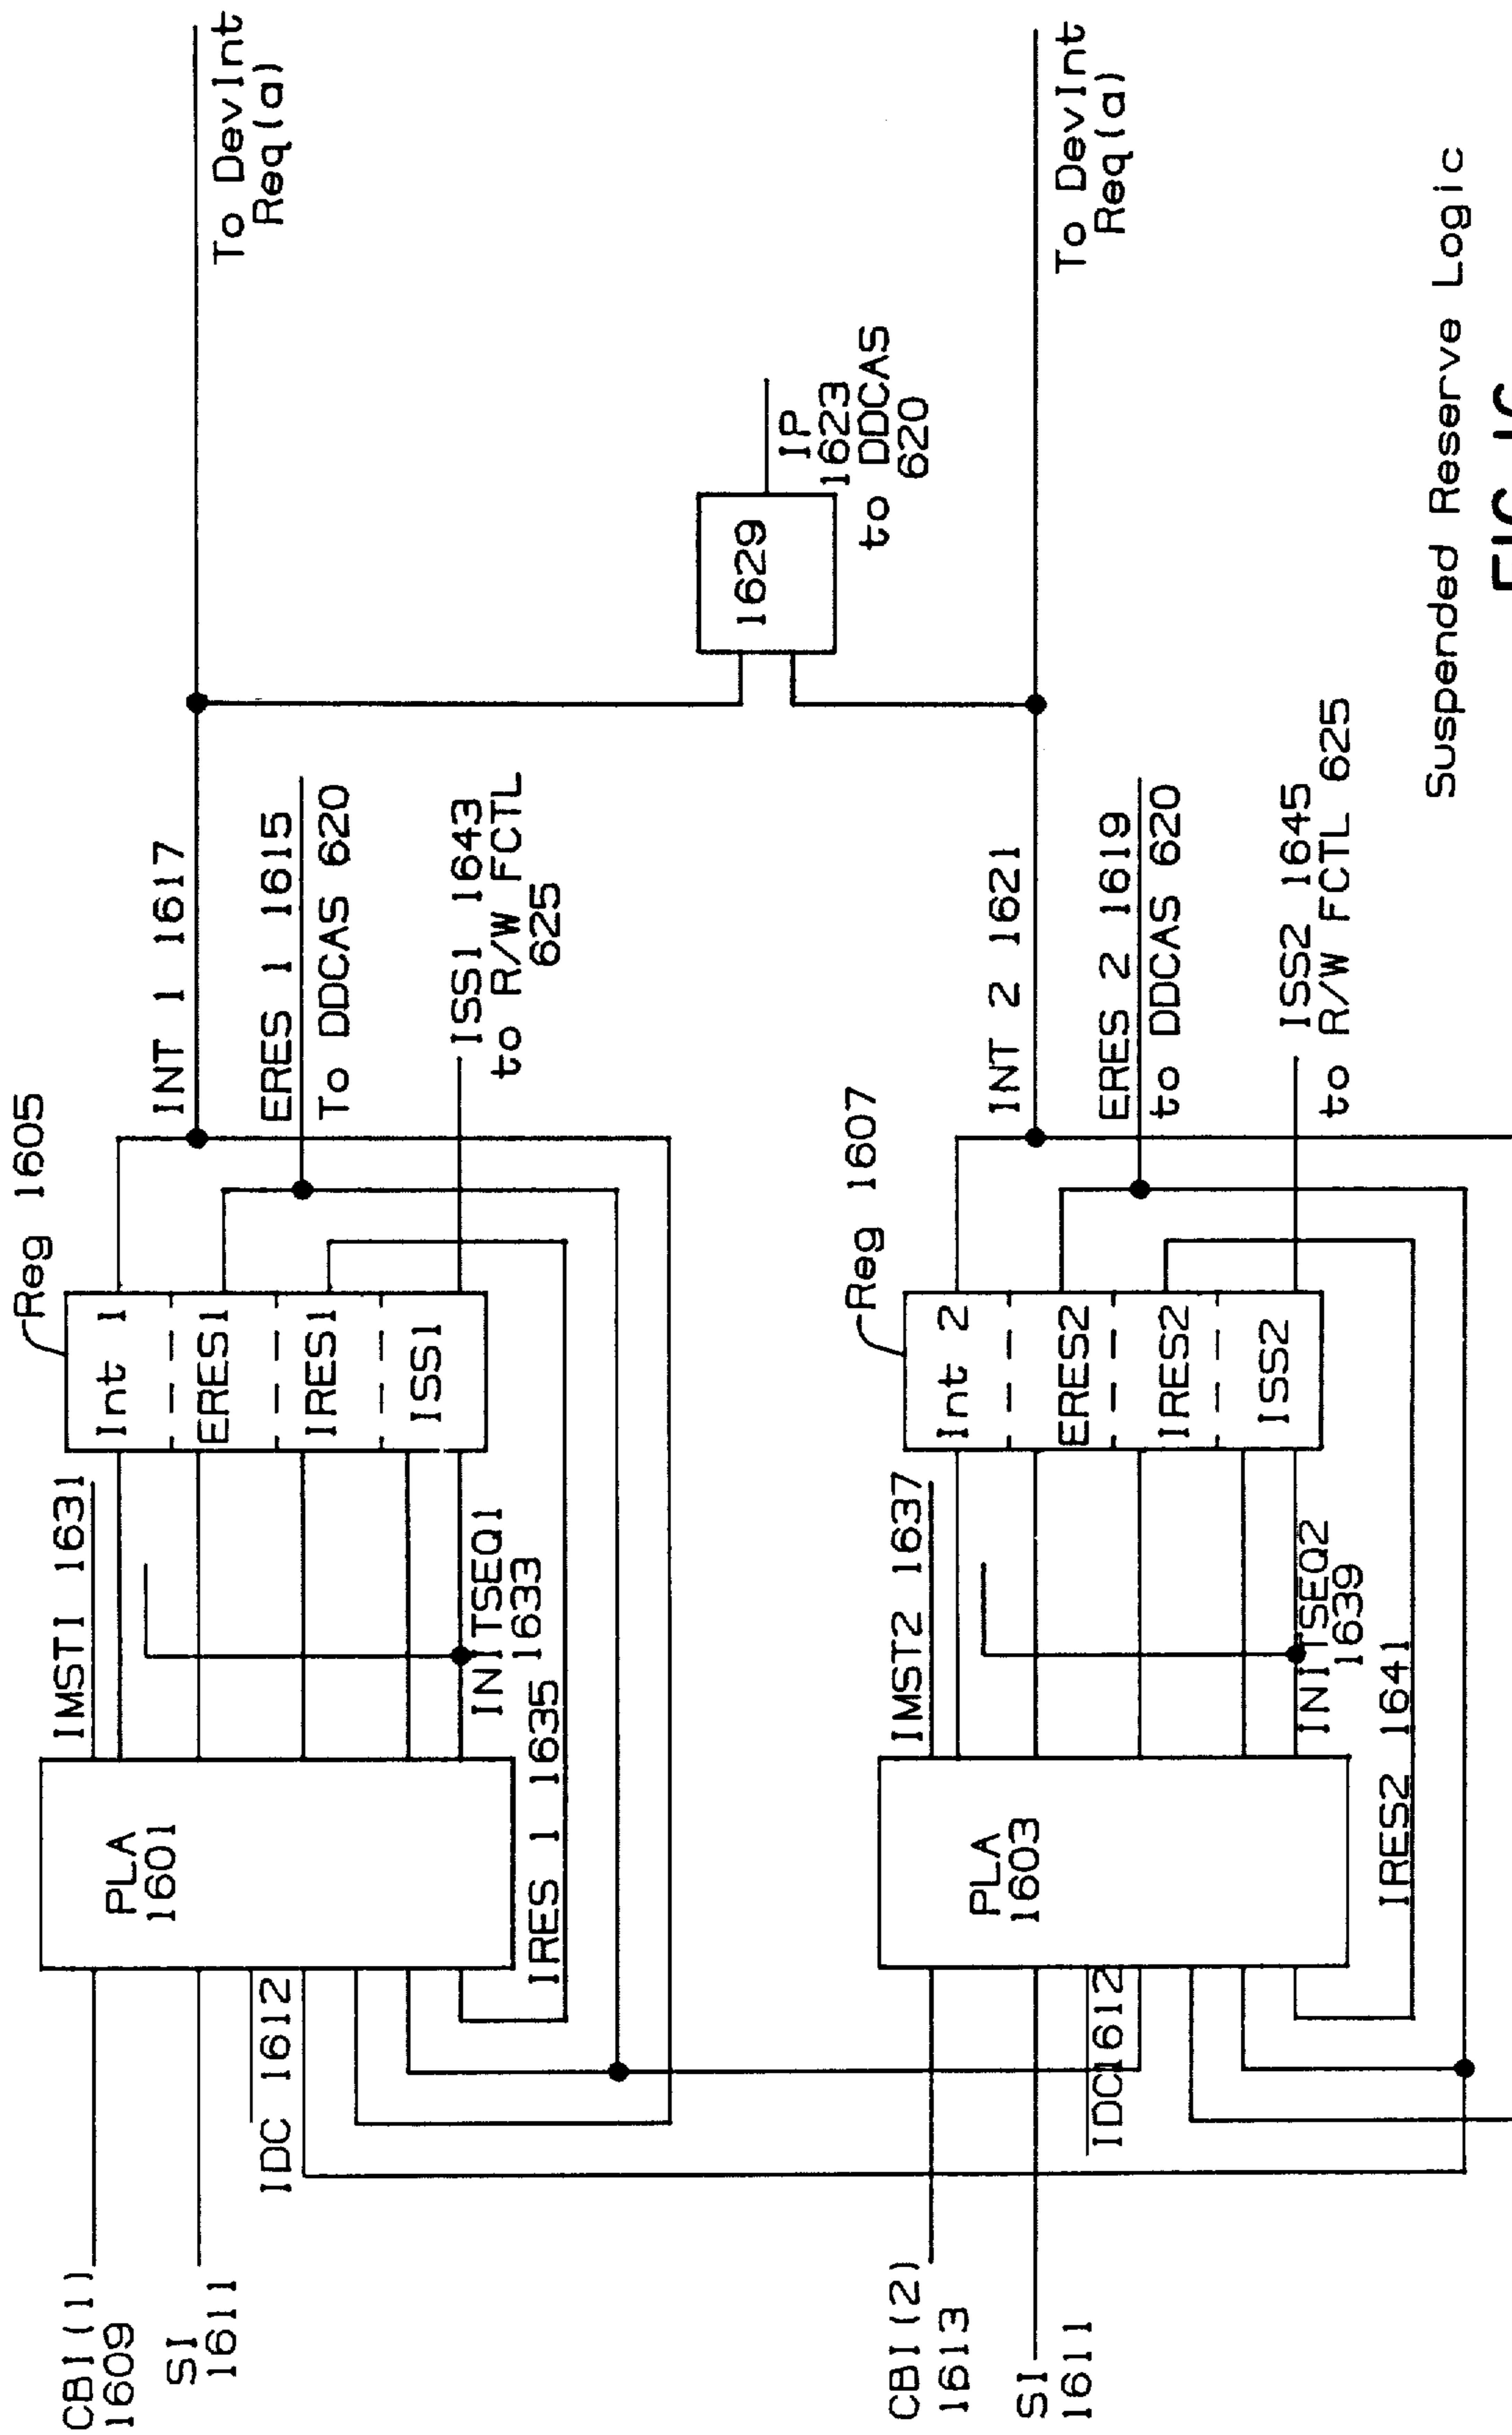 CBI(1)
1609
SI
1611
IDC 1612
PLA
1601
IMST1 1631
INITSEQ1
1633
IRES 1 1635
Reg 1605
Int 1
ERES1
IRES1
ISS1
INT 1 1617
ERES 1 1615
To DDCAS 620
ISS1 1643
to R/W FCTL
625
To DevInt
Req(a)
1629
IP
1623
to DDCAS
620
CBI(2)
1613
SI
1611
IDC1612
PLA
1603
IMST2 1637
INITSEQ2
1639
IRES2 1641
Reg 1607
Int 2
ERES2
IRES2
ISS2
INT 2 1621
ERES 2 1619
to DDCAS 620
ISS2 1645
to R/W FCTL 625
To DevInt
Req(a)
Suspended Reserve Logic